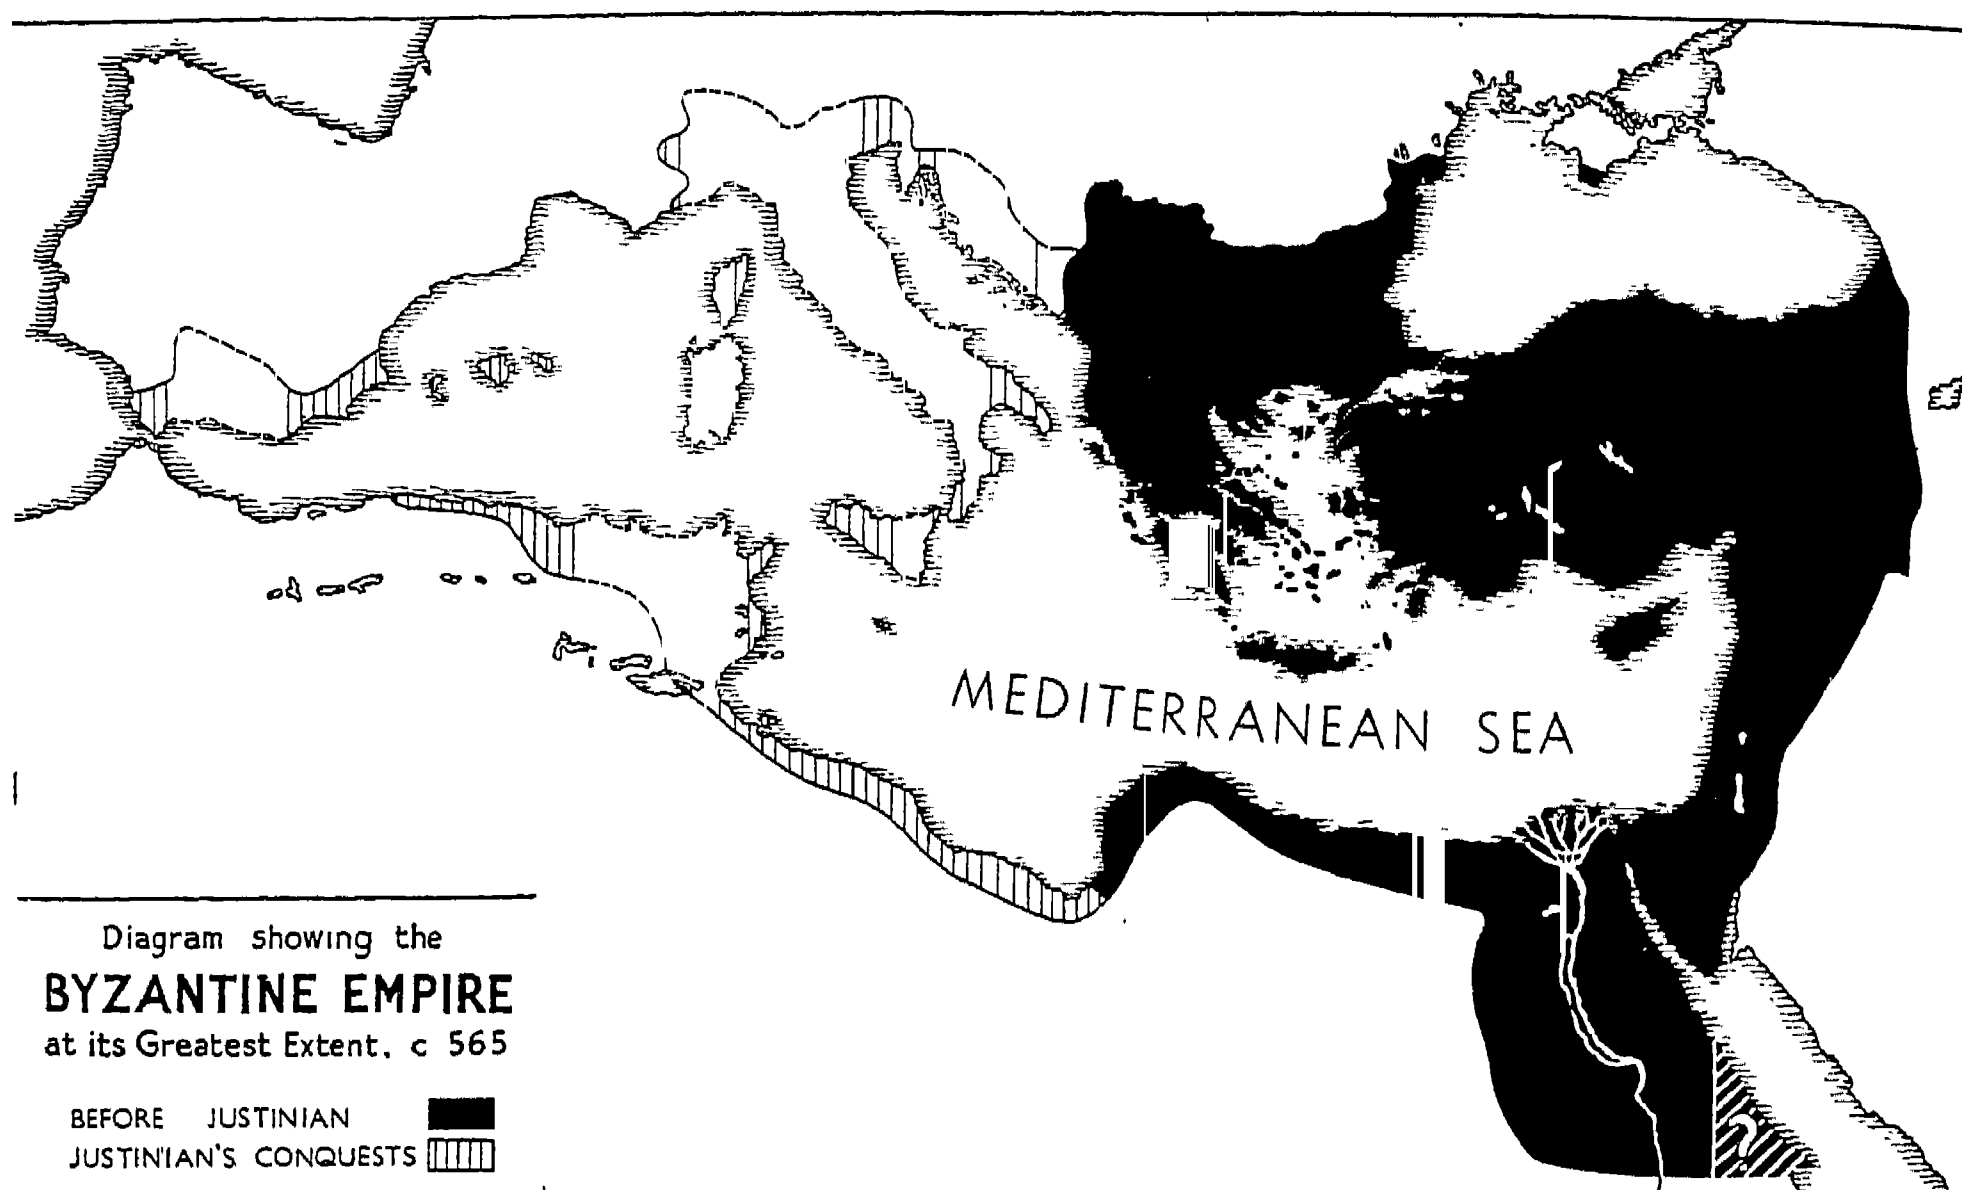 MEDITERRANEAN SEA
?
Diagram showing the
BYZANTINE EMPIRE
at its Greatest Extent. c 565
BEFORE JUSTINIAN
JUSTINIAN'S CONQUESTS